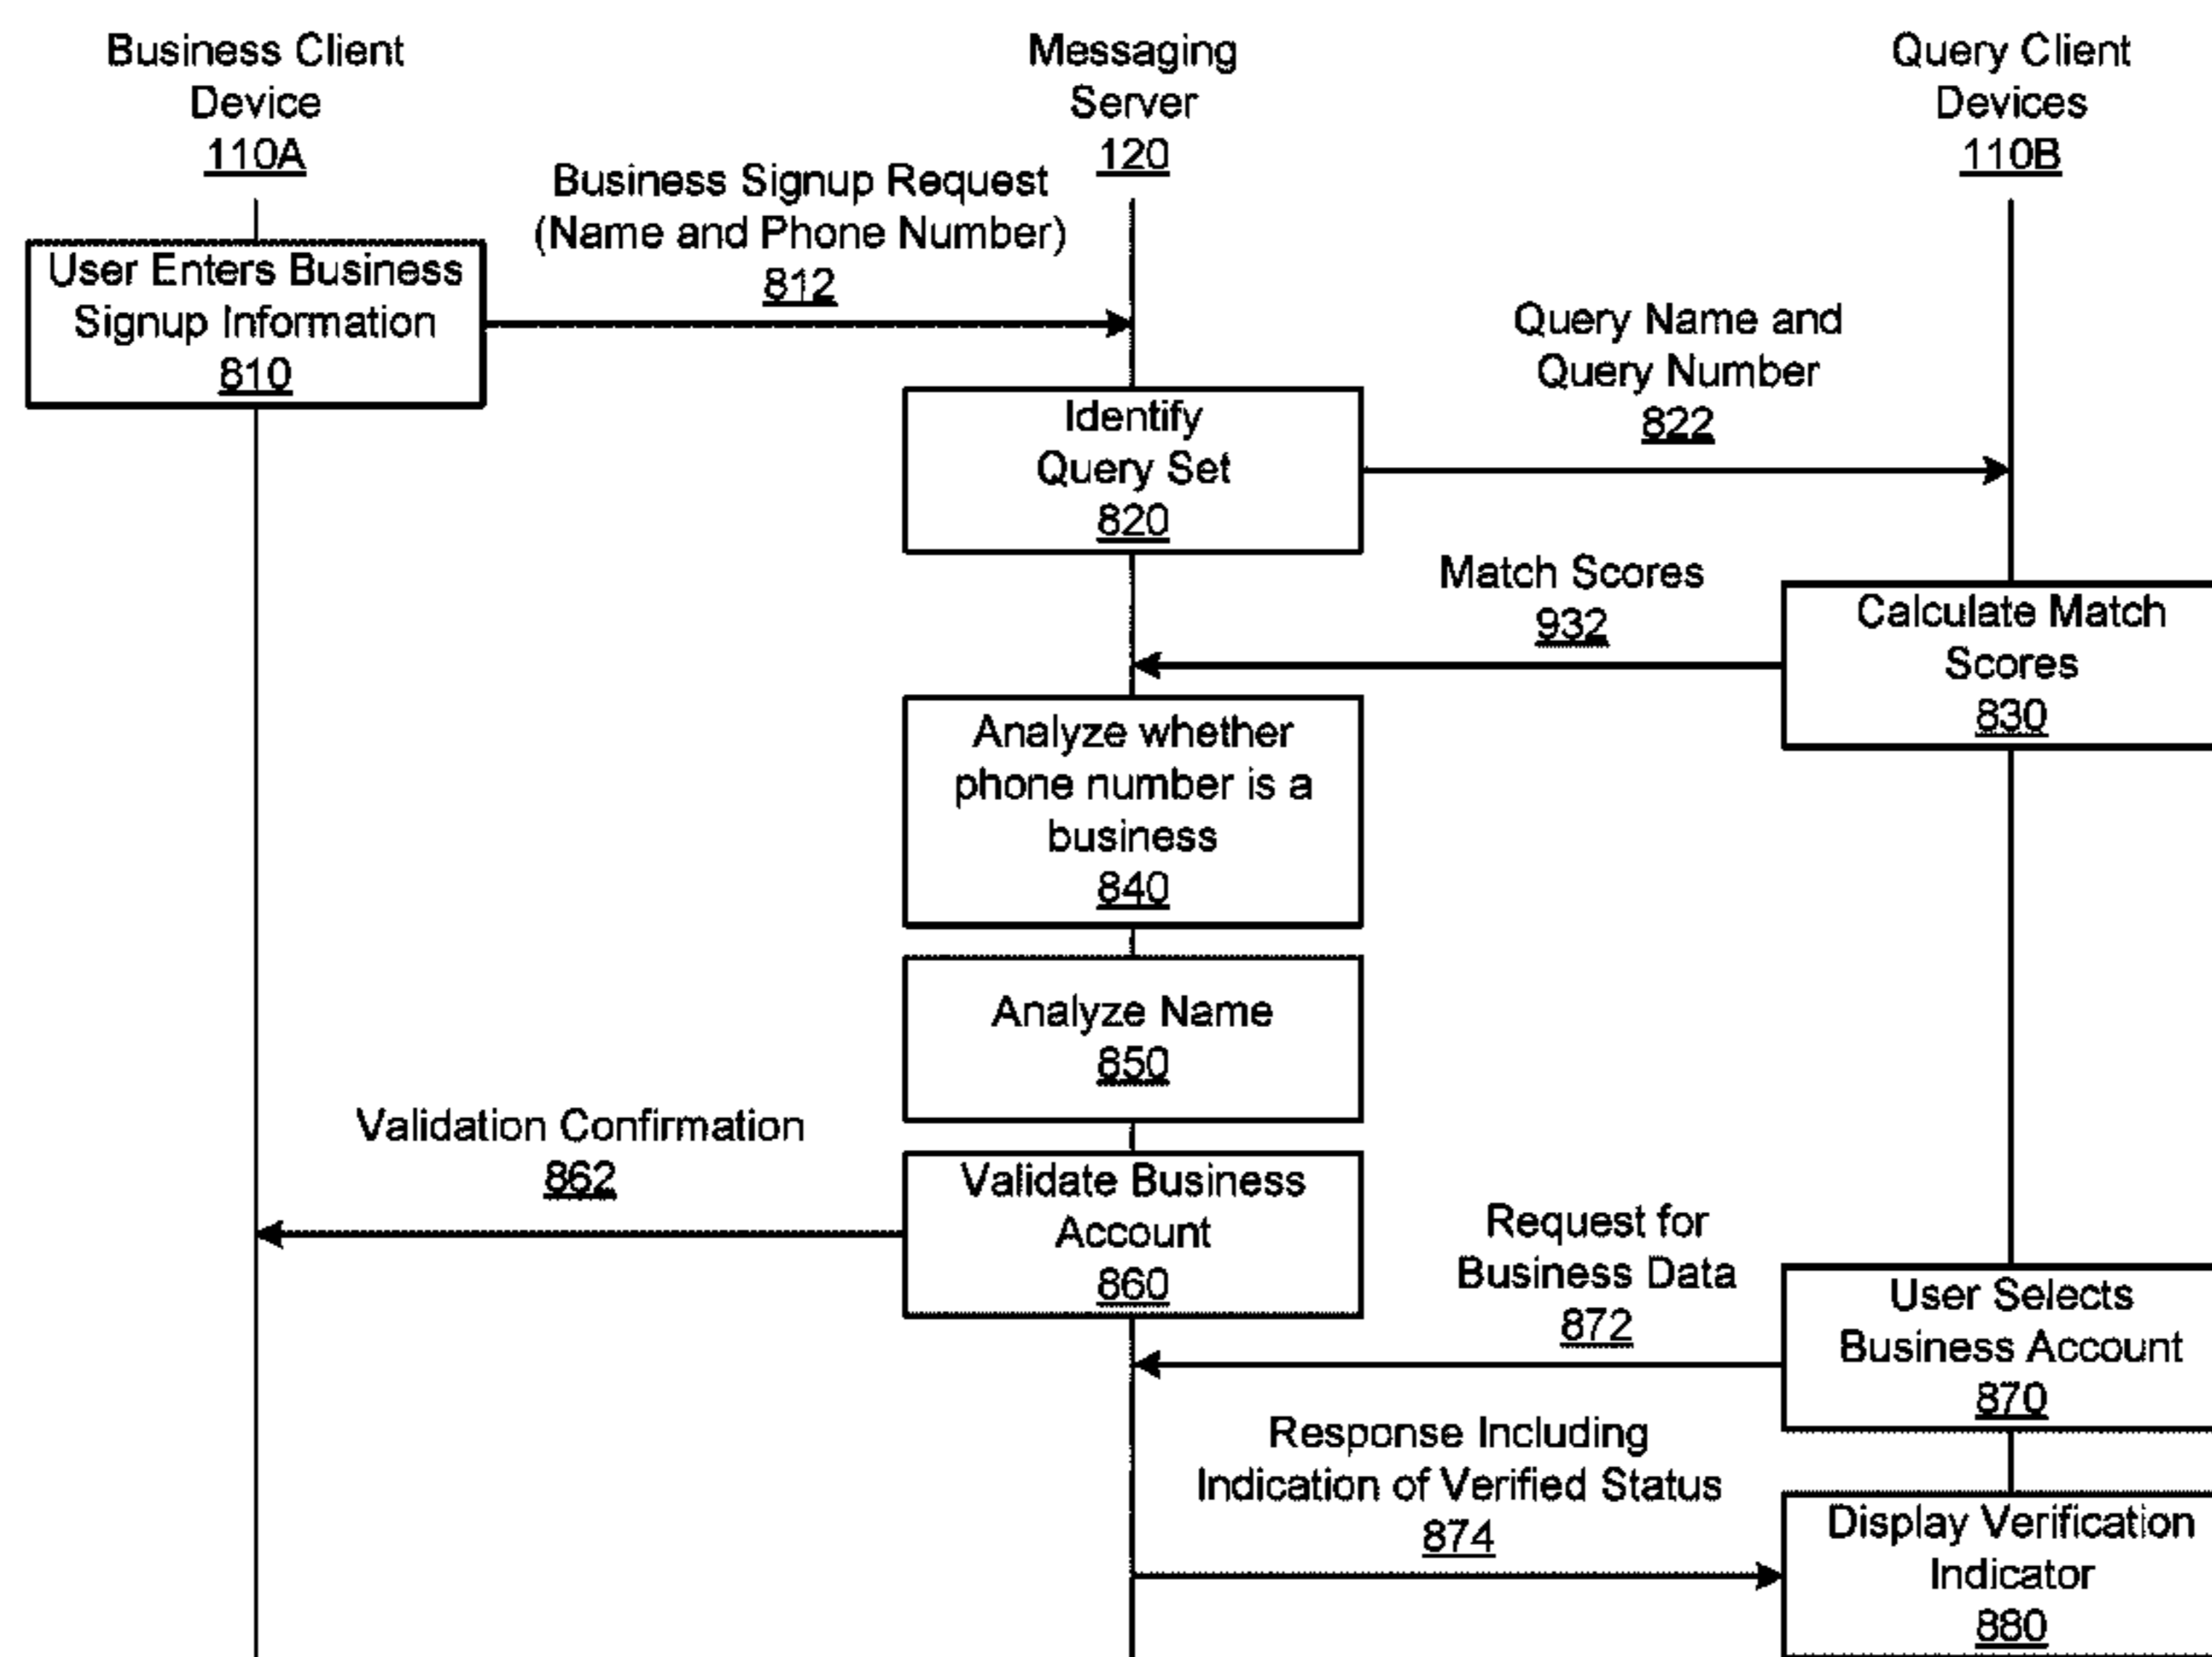 Business Client
Device
110A
Messaging
Server
120
Query Client
Devices
110B
Business Signup Request
(Name and Phone Number)
812
User Enters Business
Signup Information
810
Query Name and
Query Number
822
Identify
Query Set
820
Match Scores
932
Calculate Match
Scores
830
Analyze whether
phone number is a
business
840
Analyze Name
850
Validation Confirmation
862
Validate Business
Account
860
Request for
Business Data
872
User Selects
Business Account
870
Response Including
Indication of Verified Status
874
Display Verification
Indicator
880